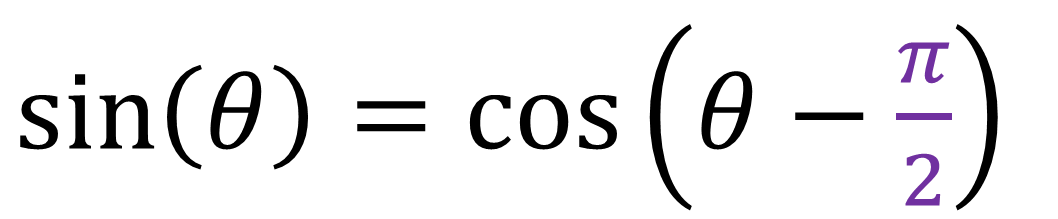 sin(θ) = cos(θ − π/2)